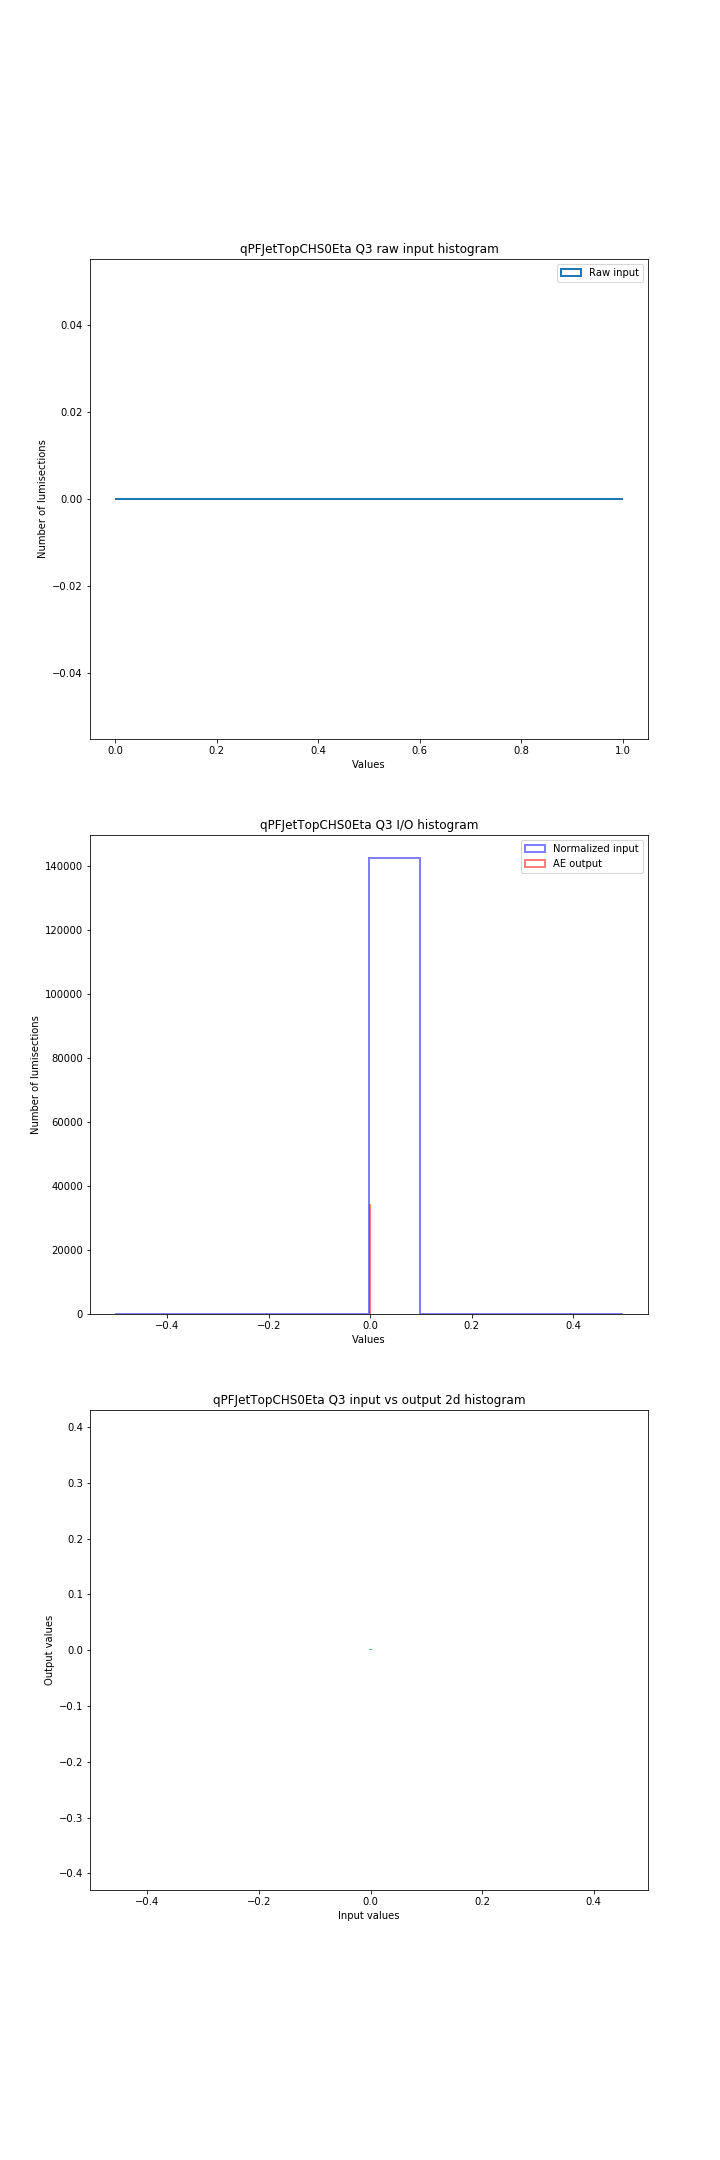 qPFJetTopCHS0Eta Q3 raw input histogram
Raw input
0.04
0.02
0.00
−0.02
−0.04
Number of lumisections
0.0 0.2 0.4 0.6 0.8 1.0
Values
qPFJetTopCHS0Eta Q3 I/O histogram
Normalized input
AE output
140000
120000
100000
80000
60000
40000
20000
0
Number of lumisections
−0.4 −0.2 0.0 0.2 0.4
Values
qPFJetTopCHS0Eta Q3 input vs output 2d histogram
0.4
0.3
0.2
0.1
0.0
−0.1
−0.2
−0.3
−0.4
Output values
−0.4 −0.2 0.0 0.2 0.4
Input values